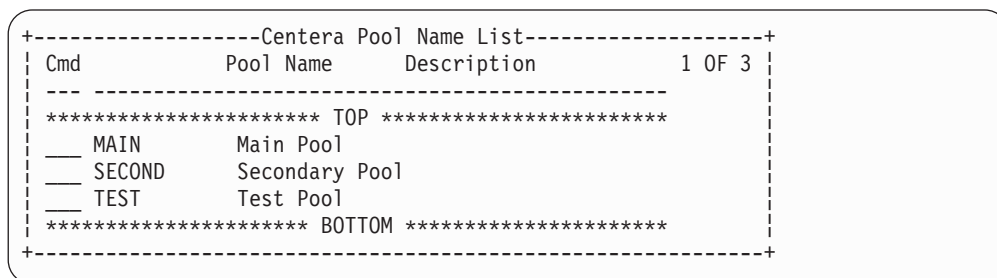 +-------------------Centera Pool Name List--------------------+
¦ Cmd            Pool Name      Description            1 OF 3 ¦
¦ --- ------------------------------------------------        ¦
¦ *********************** TOP ************************        ¦
¦ ___ MAIN        Main Pool                                   ¦
¦ ___ SECOND      Secondary Pool                              ¦
¦ ___ TEST        Test Pool                                   ¦
¦ ********************** BOTTOM **********************        ¦
+-------------------------------------------------------------+